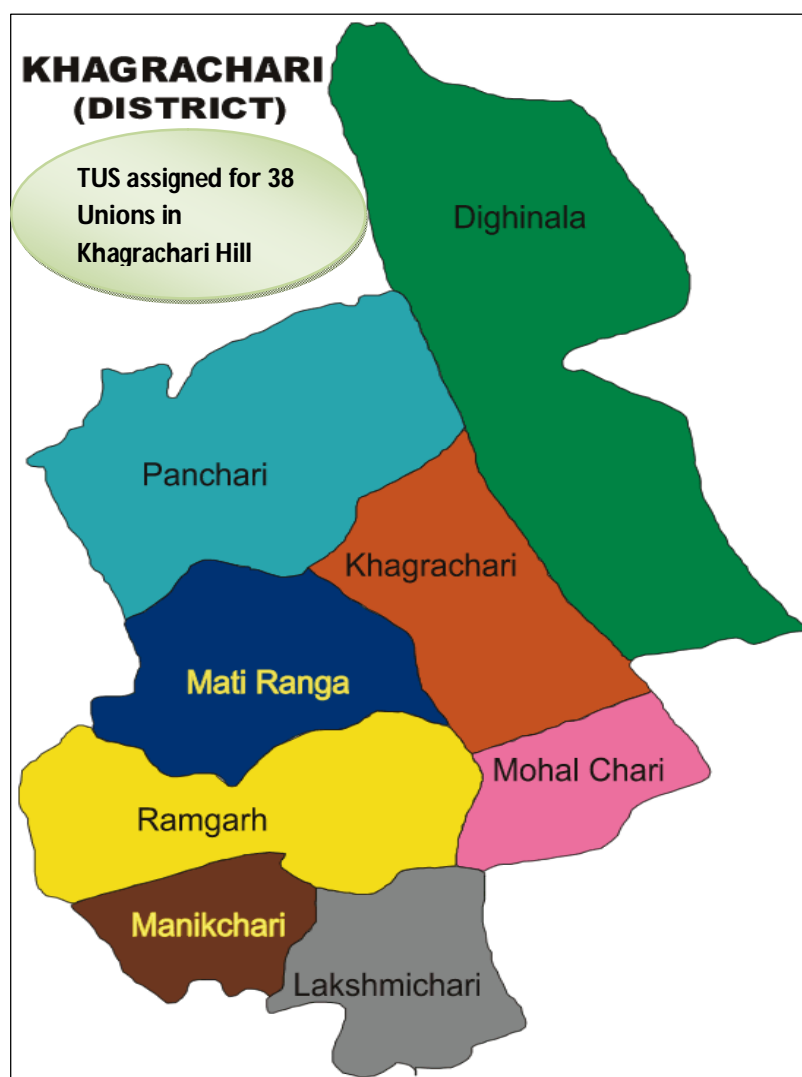 KHAGRACHARI
(DISTRICT)
TUS assigned for 38
Unions in
Khagrachari Hill
Dighinala
Panchari
Khagrachari
Mati Ranga
Mohal Chari
Ramgarh
Manikchari
Lakshmichari